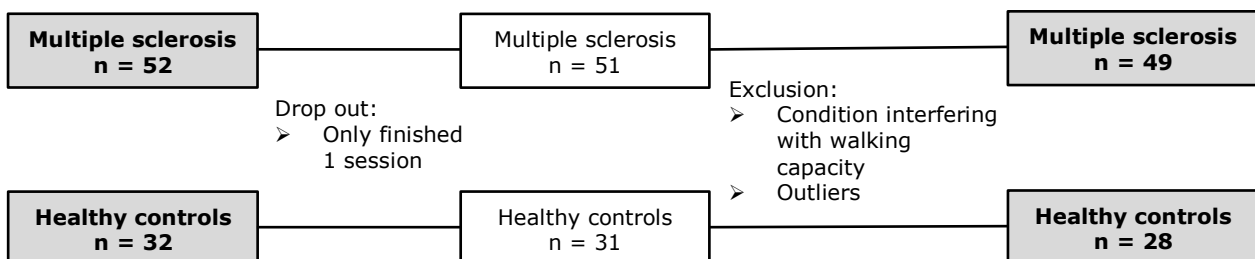 Multiple sclerosis
n = 52
Multiple sclerosis
n = 51
Multiple sclerosis
n = 49
Drop out:
➢ Only finished
1 session
Exclusion:
➢ Condition interfering
with walking
capacity
➢ Outliers
Healthy controls
n = 32
Healthy controls
n = 31
Healthy controls
n = 28